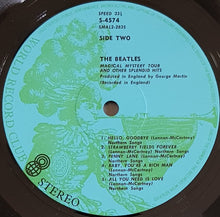 SPEED 33⅓
S-4574
SMAL2-2835
SIDE TWO
THE BEATLES
MAGICAL MYSTERY TOUR
AND OTHER SPLENDID HITS
Produced in England by George Martin
(Recorded in England)
1. HELLO, GOODBYE (Lennon-McCartney)
Northern Songs
2. STRAWBERRY FIELDS FOREVER
(Lennon-McCartney) Northern Songs
3. PENNY LANE (Lennon-McCartney)
Northern Songs
4. BABY, YOU'RE A RICH MAN
(Lennon-McCartney) Northern Songs
5. ALL YOU NEED IS LOVE
(Lennon-McCartney) Northern Songs
WORLD RECORD CLUB
STEREO